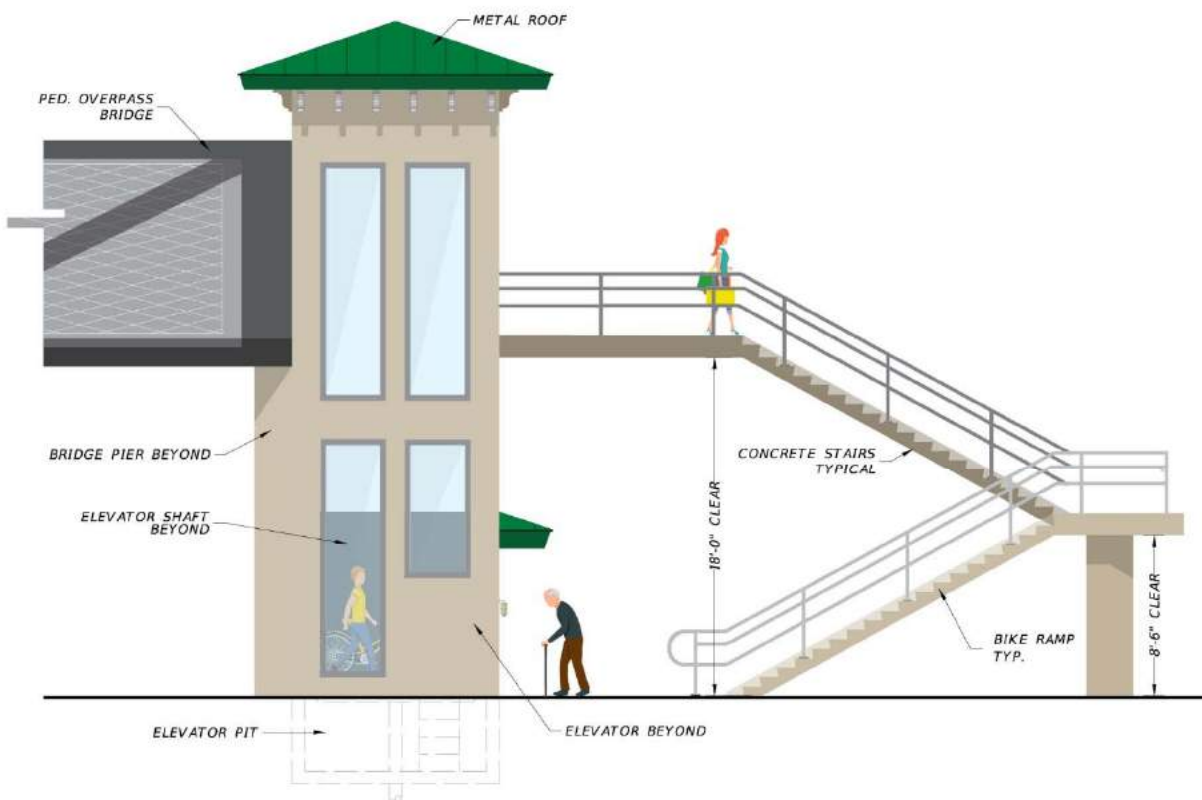 METAL ROOF
PED. OVERPASS
BRIDGE
BRIDGE PIER BEYOND
CONCRETE STAIRS
TYPICAL
ELEVATOR SHAFT
BEYOND
18'-0" CLEAR
8'-6" CLEAR
BIKE RAMP
TYP.
ELEVATOR PIT
ELEVATOR BEYOND